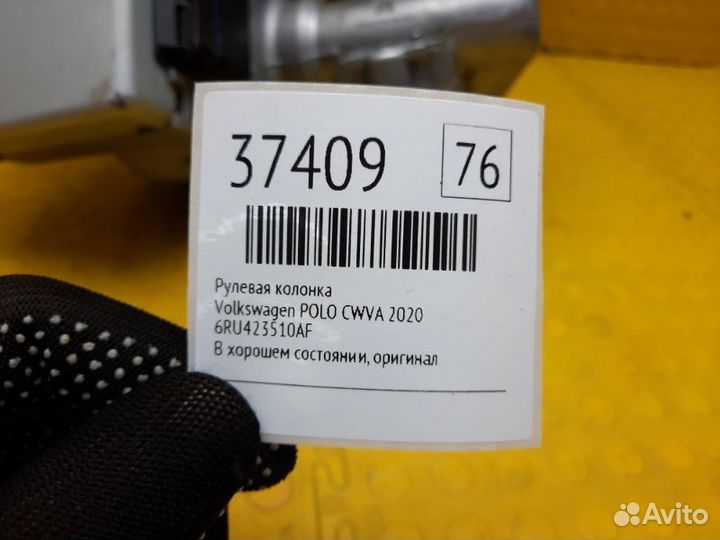 37409 76
Рулевая колонка
Volkswagen POLO CWVA 2020
6RU423510AF
В хорошем состоянии, оригинал
Avito